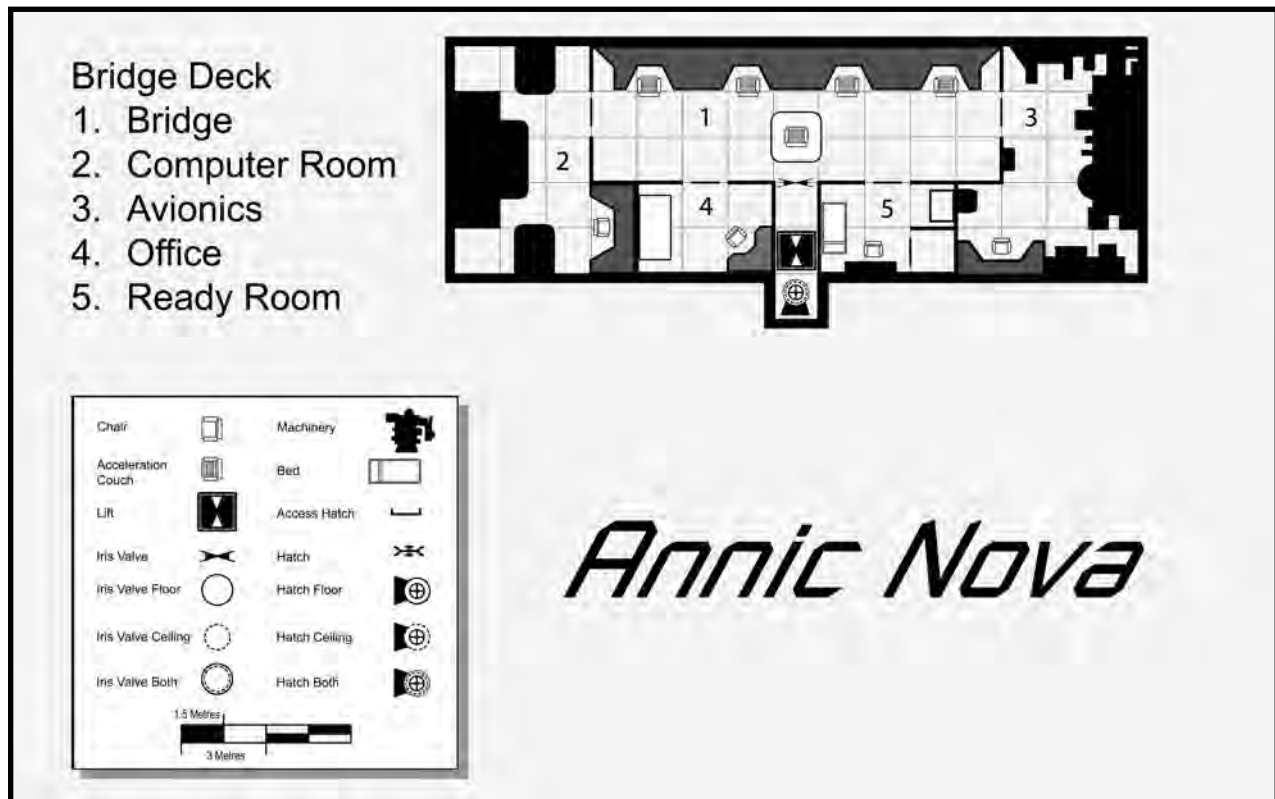 Bridge Deck
1. Bridge
2. Computer Room
3. Avionics
4. Office
5. Ready Room
1
2
3
4
5
Chair
Machinery
Acceleration
Couch
Bed
Lift
Access Hatch
Iris Valve
Hatch
Iris Valve Floor
Hatch Floor
Iris Valve Ceiling
Hatch Ceiling
Iris Valve Both
Hatch Both
1.5 Metres
3 Metres
Annic Nova